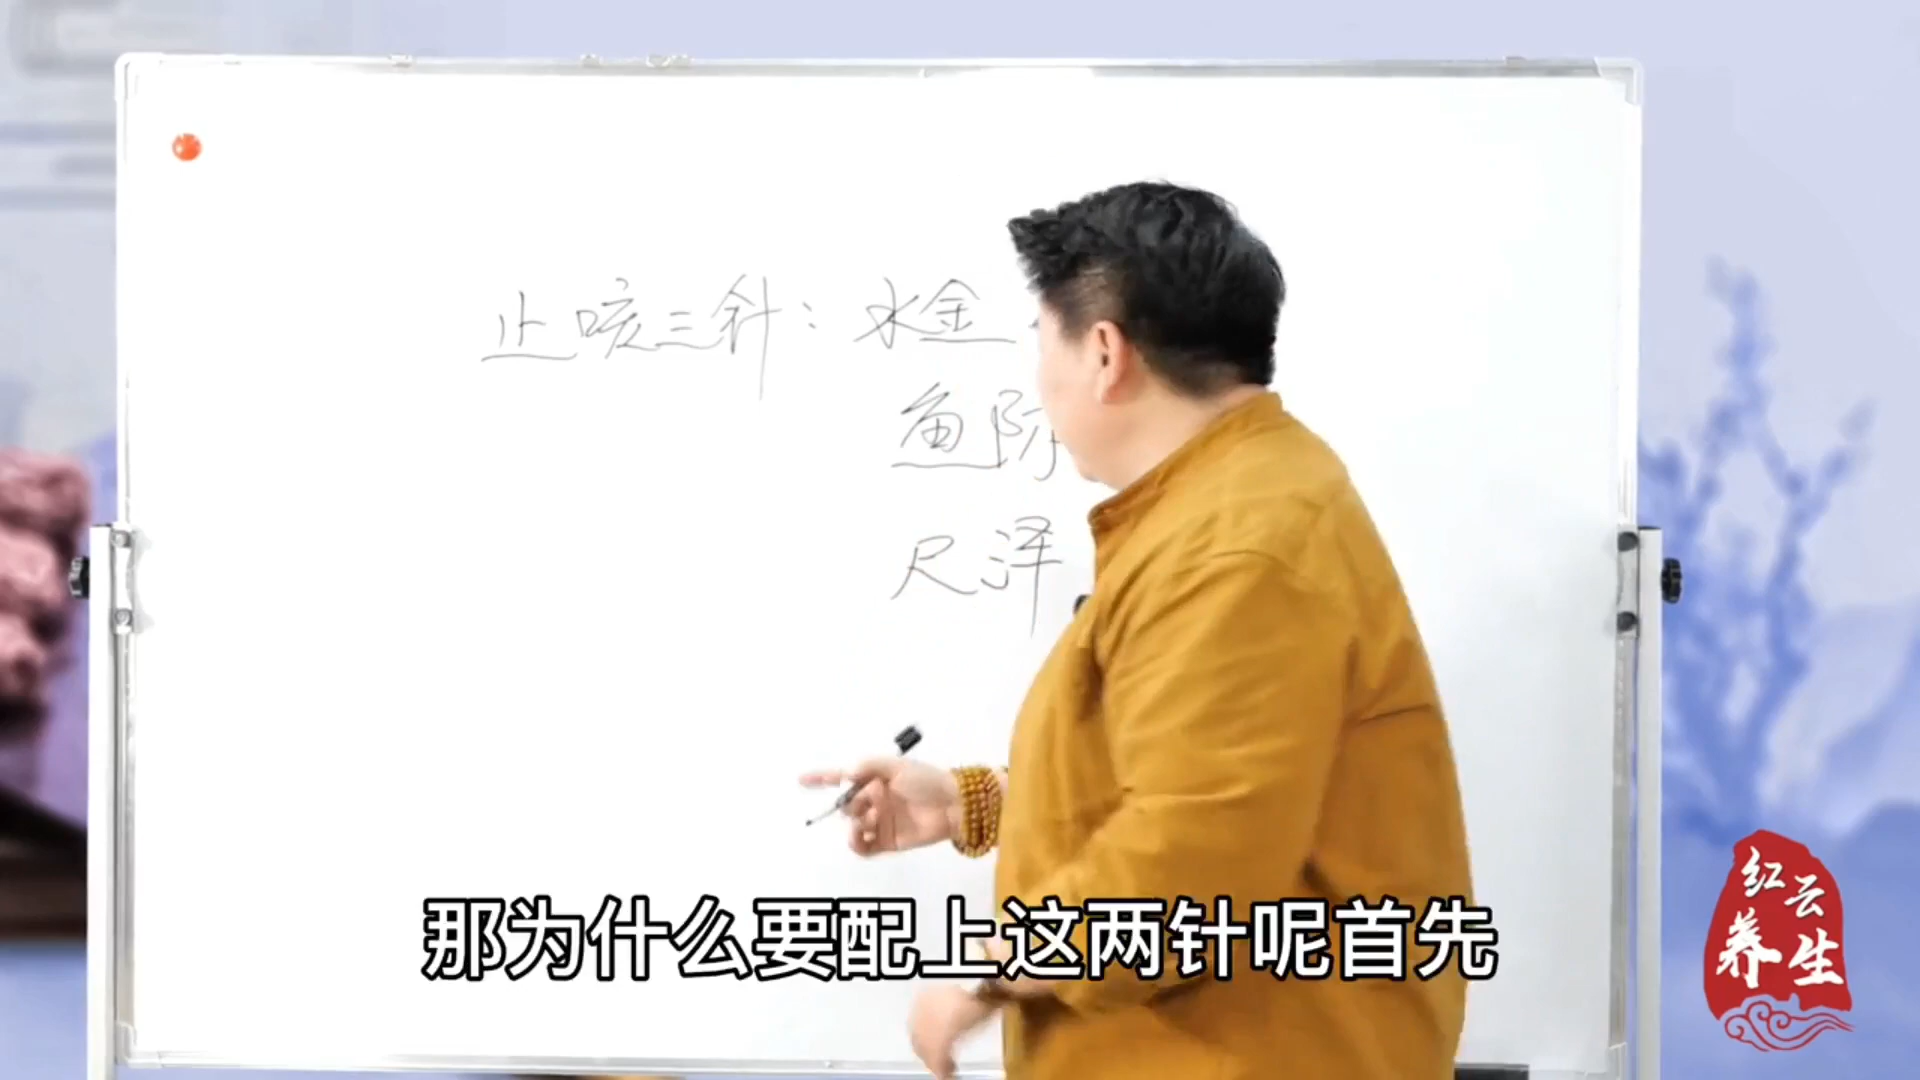 止咳三针：水金
鱼际
尺泽
那为什么要配上这两针呢首先
红云
养生